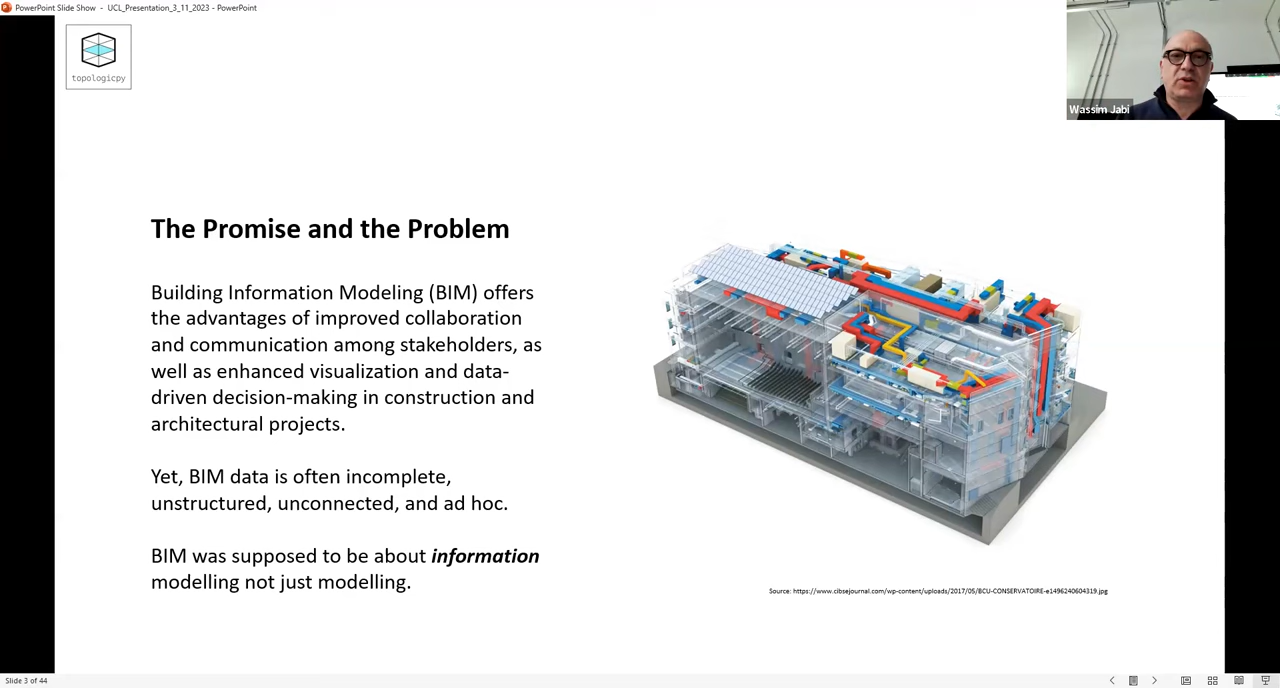 PowerPoint Slide Show - UCL_Presentation_3_11_2023 - PowerPoint
topologicpy
Wassim Jabi
The Promise and the Problem
Building Information Modeling (BIM) offers
the advantages of improved collaboration
and communication among stakeholders, as
well as enhanced visualization and data-
driven decision-making in construction and
architectural projects.
Yet, BIM data is often incomplete,
unstructured, unconnected, and ad hoc.
BIM was supposed to be about information
modelling not just modelling.
Source: https://www.cibsejournal.com/wp-content/uploads/2017/05/BCU-CONSERVATOIRE-e1496240604319.jpg
Slide 3 of 44